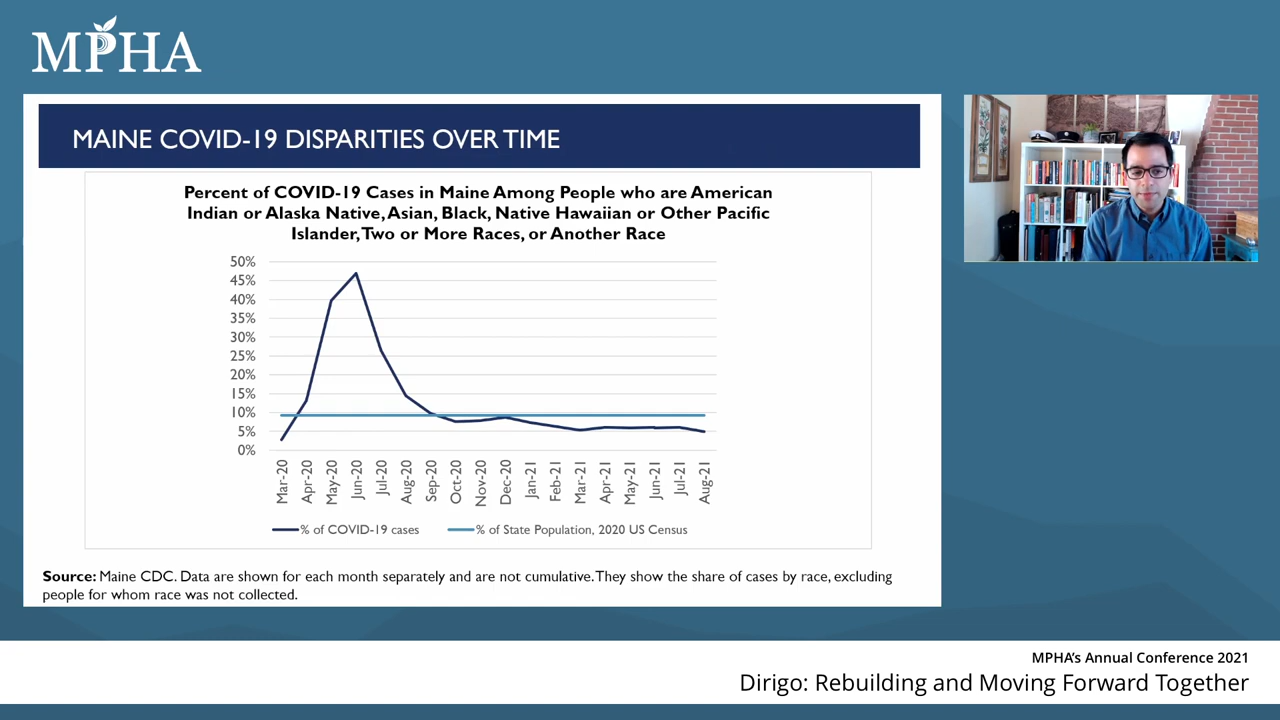 MPHA
MAINE COVID-19 DISPARITIES OVER TIME
Percent of COVID-19 Cases in Maine Among People who are American
Indian or Alaska Native, Asian, Black, Native Hawaiian or Other Pacific
Islander, Two or More Races, or Another Race
50%
45%
40%
35%
30%
25%
20%
15%
10%
5%
0%
Mar-20
Apr-20
May-20
Jun-20
Jul-20
Aug-20
Sep-20
Oct-20
Nov-20
Dec-20
Jan-21
Feb-21
Mar-21
Apr-21
May-21
Jun-21
Jul-21
Aug-21
% of COVID-19 cases
% of State Population, 2020 US Census
Source: Maine CDC. Data are shown for each month separately and are not cumulative. They show the share of cases by race, excluding
people for whom race was not collected.
MPHA's Annual Conference 2021
Dirigo: Rebuilding and Moving Forward Together